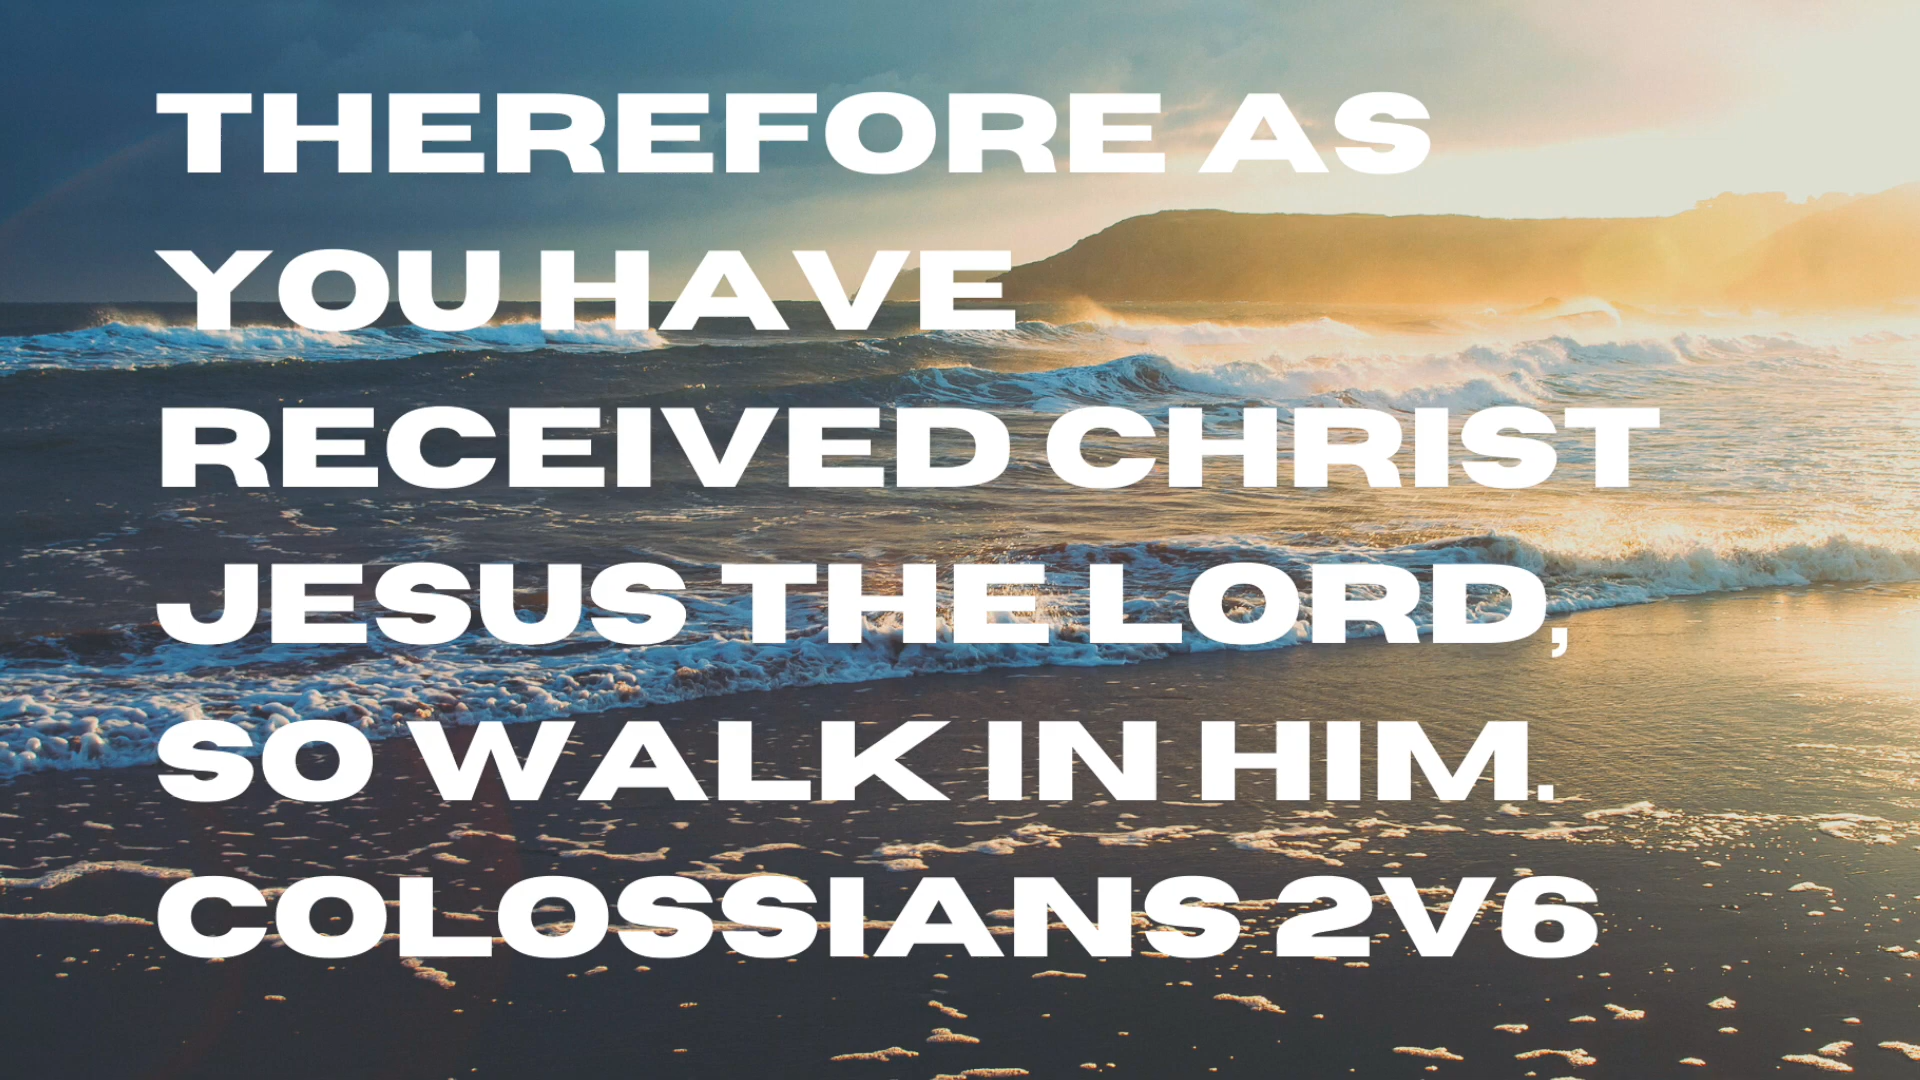 THEREFORE AS
YOU HAVE
RECEIVED CHRIST
JESUS THE LORD,
SO WALK IN HIM.
COLOSSIANS 2V6